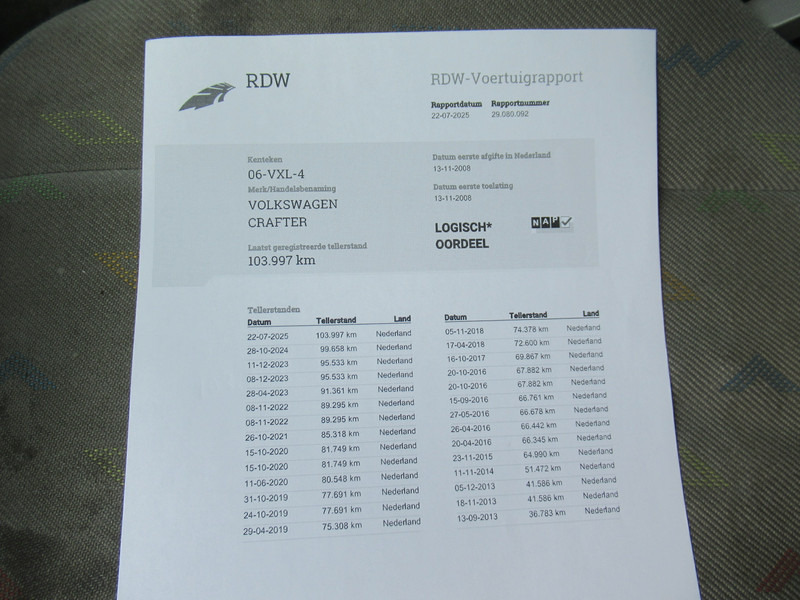 RDW
RDW-Voertuigrapport
Rapportdatum Rapportnummer
22-07-2025 29.080.092
Kenteken
06-VXL-4
Merk/Handelsbenaming
VOLKSWAGEN
CRAFTER
Laatst geregistreerde tellerstand
103.997 km
Datum eerste afgifte in Nederland
13-11-2008
Datum eerste toelating
13-11-2008
LOGISCH*
OORDEEL
NAP
Tellerstanden
Datum Tellerstand Land
22-07-2025 103.997 km Nederland
28-10-2024 99.658 km Nederland
11-12-2023 95.533 km Nederland
08-12-2023 95.533 km Nederland
28-04-2023 91.361 km Nederland
08-11-2022 89.295 km Nederland
08-11-2022 89.295 km Nederland
26-10-2021 85.318 km Nederland
15-10-2020 81.749 km Nederland
15-10-2020 81.749 km Nederland
11-06-2020 80.548 km Nederland
31-10-2019 77.691 km Nederland
24-10-2019 77.691 km Nederland
29-04-2019 75.308 km Nederland
Datum Tellerstand Land
05-11-2018 74.378 km Nederland
17-04-2018 72.600 km Nederland
16-10-2017 69.867 km Nederland
20-10-2016 67.882 km Nederland
20-10-2016 67.882 km Nederland
15-09-2016 66.761 km Nederland
27-05-2016 66.678 km Nederland
26-04-2016 66.442 km Nederland
20-04-2016 66.345 km Nederland
23-11-2015 64.990 km Nederland
11-11-2014 51.472 km Nederland
05-12-2013 41.586 km Nederland
18-11-2013 41.586 km Nederland
13-09-2013 36.783 km Nederland